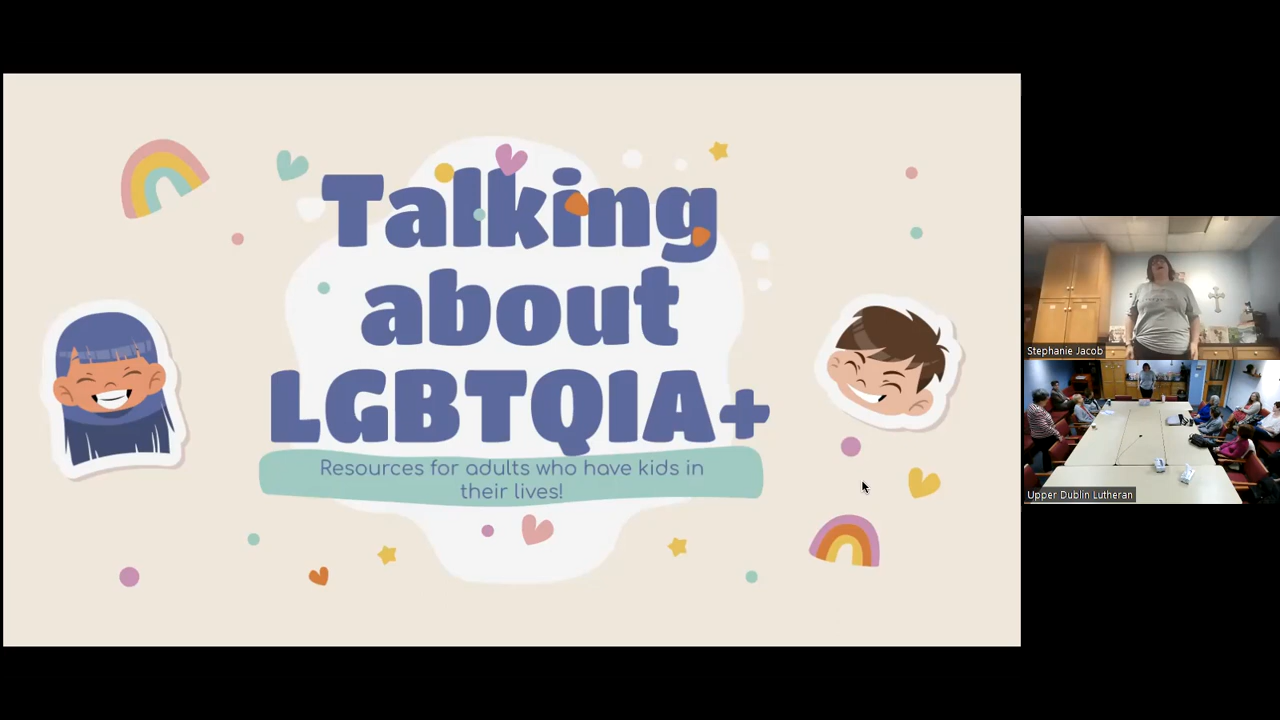 Talking
about
LGBTQIA+
Resources for adults who have kids in
their lives!
Stephanie Jacob
Upper Dublin Lutheran